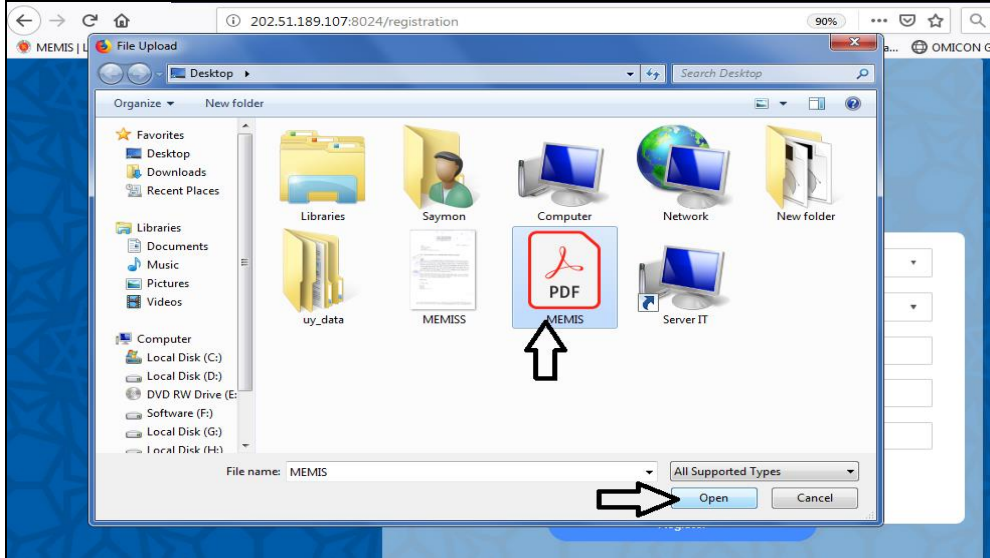 202.51.189.107:8024/registration
90%
MEMIS | L
OMICON G
File Upload
Desktop
Search Desktop
Organize
New folder
Favorites
Desktop
Downloads
Recent Places
Libraries
Documents
Music
Pictures
Videos
Computer
Local Disk (C:)
Local Disk (D:)
DVD RW Drive (E:
Software (F:)
Local Disk (G:)
Local Disk (H:)
Libraries
Saymon
Computer
Network
New folder
PDF
uy_data
MEMISS
MEMIS
Server IT
File name: MEMIS
All Supported Types
Open
Cancel
Register